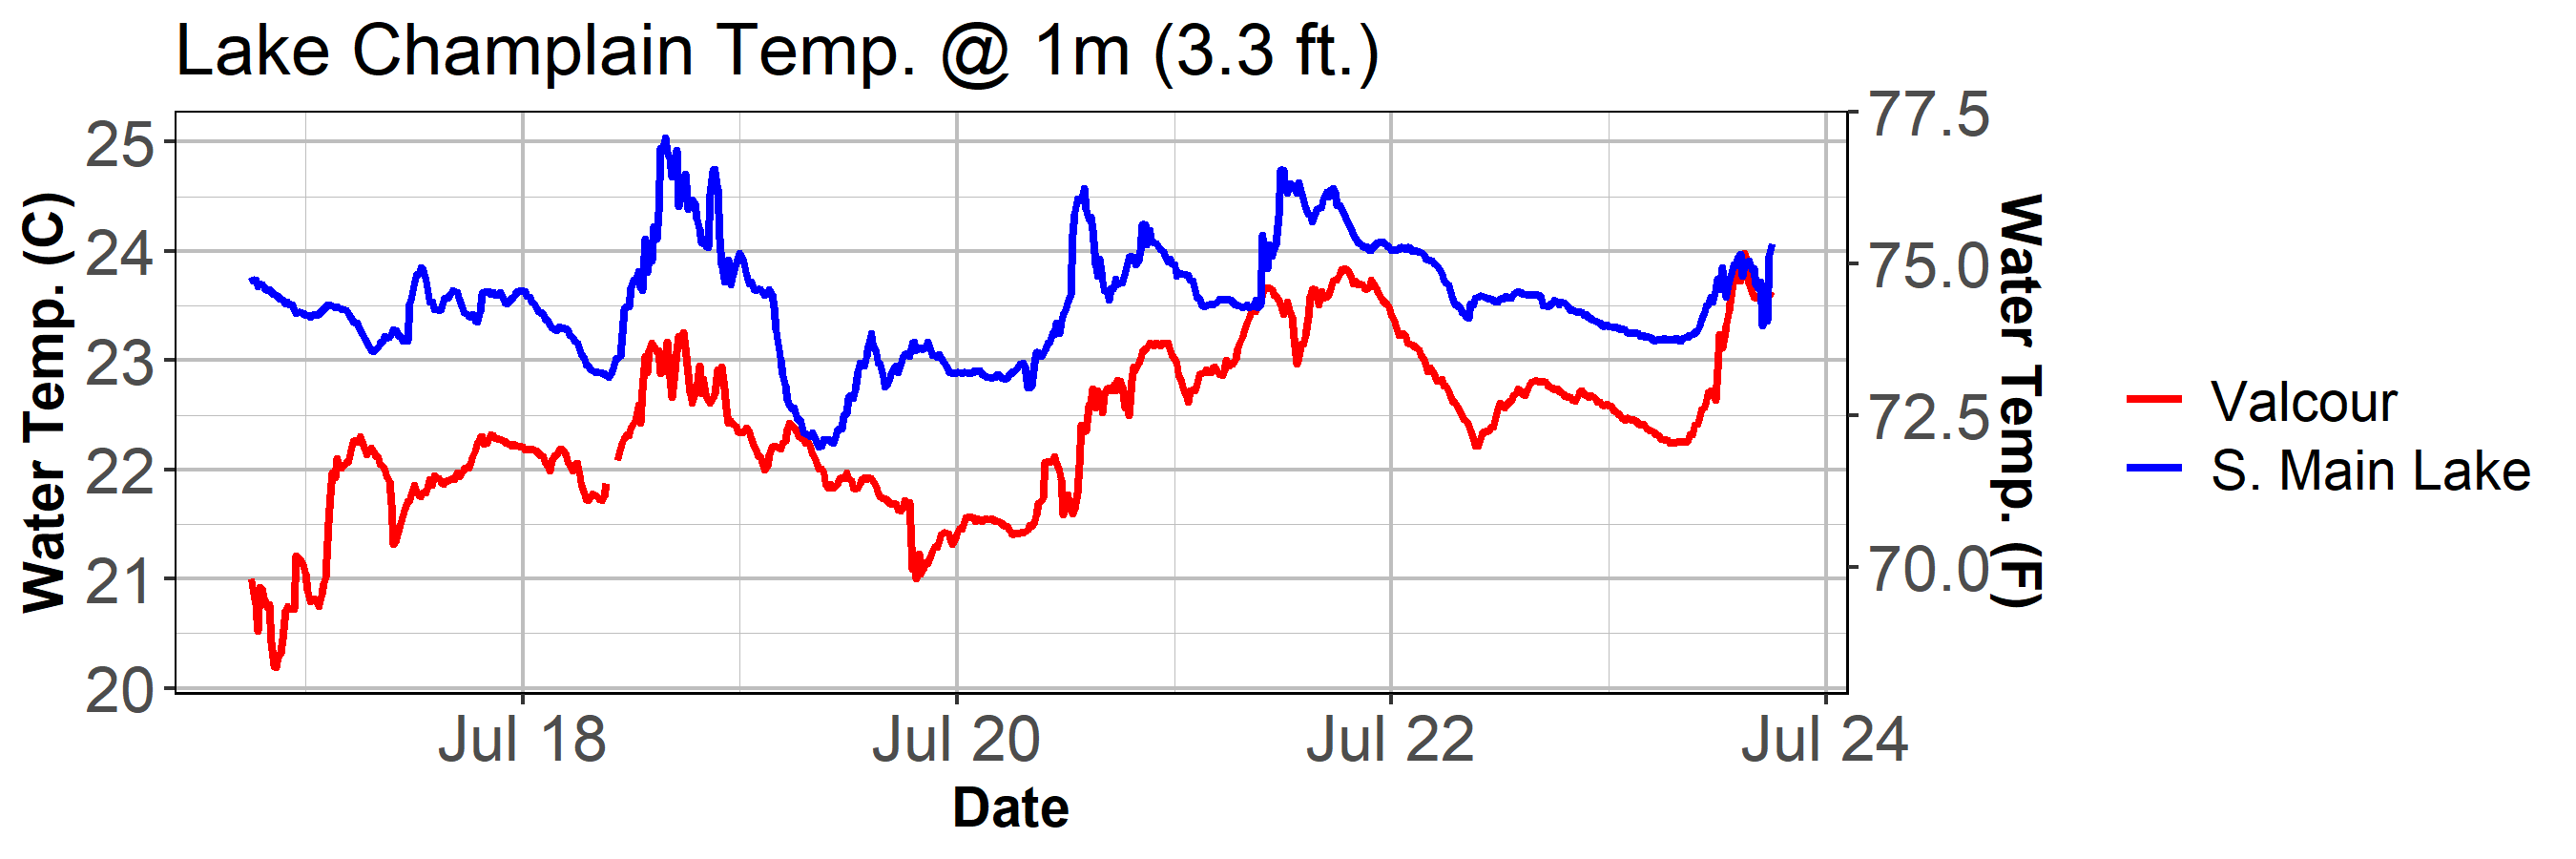 Lake Champlain Temp. @ 1m (3.3 ft.)
Water Temp. (C)
25
24
23
22
21
20
77.5
75.0
72.5
70.0
Water Temp. (F)
Jul 18
Jul 20
Jul 22
Jul 24
Date
Valcour
S. Main Lake